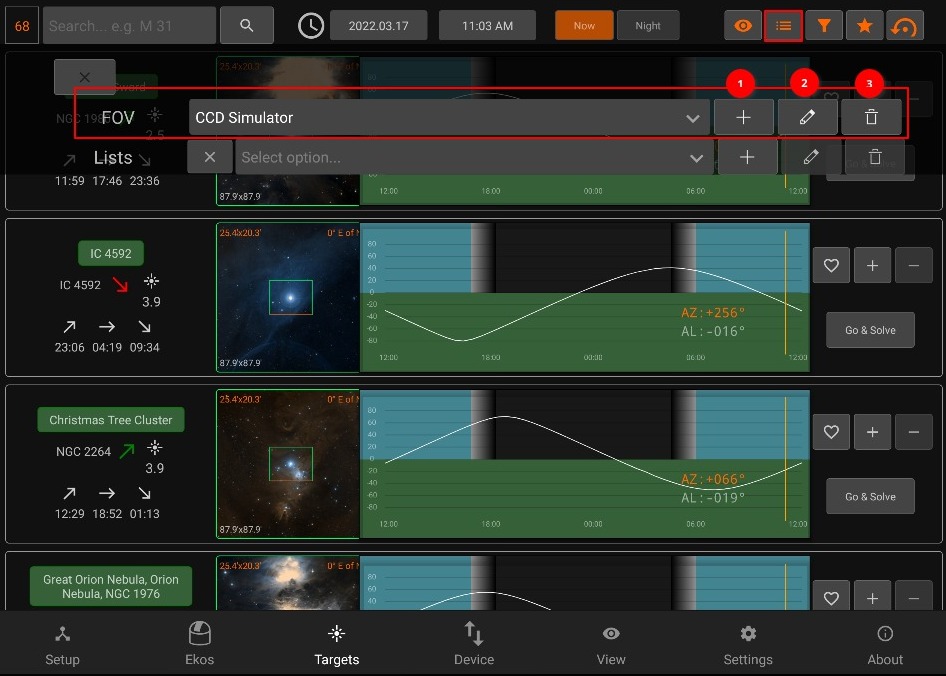 68
Search... e.g. M 31
2022.03.17
11:03 AM
Now
Night
1
2
3
FOV
CCD Simulator
Lists
Select option...
25.4'x20.3'
2.5
11:59 17:46 23:36
87.9'x87.9'
12:00 18:00 00:00 06:00 12:00
Go & Solve
IC 4592
IC 4592
3.9
23:06 04:19 09:34
25.4'x20.3' 0° E of
87.9'x87.9'
80
60
40
20
0
-20
-40
-60
-80
12:00 18:00 00:00 06:00 12:00
AZ:+256°
AL:-016°
Go & Solve
Christmas Tree Cluster
NGC 2264
3.9
12:29 18:52 01:13
25.4'x20.3' 0° E of
87.9'x87.9'
80
60
40
20
0
-20
-40
-60
-80
12:00 18:00 00:00 06:00 12:00
AZ:+066°
AL:-019°
Go & Solve
Great Orion Nebula, Orion
Nebula, NGC 1976
25.4'x20.3' 0° E of
80
60
40
Setup
Ekos
Targets
Device
View
Settings
About